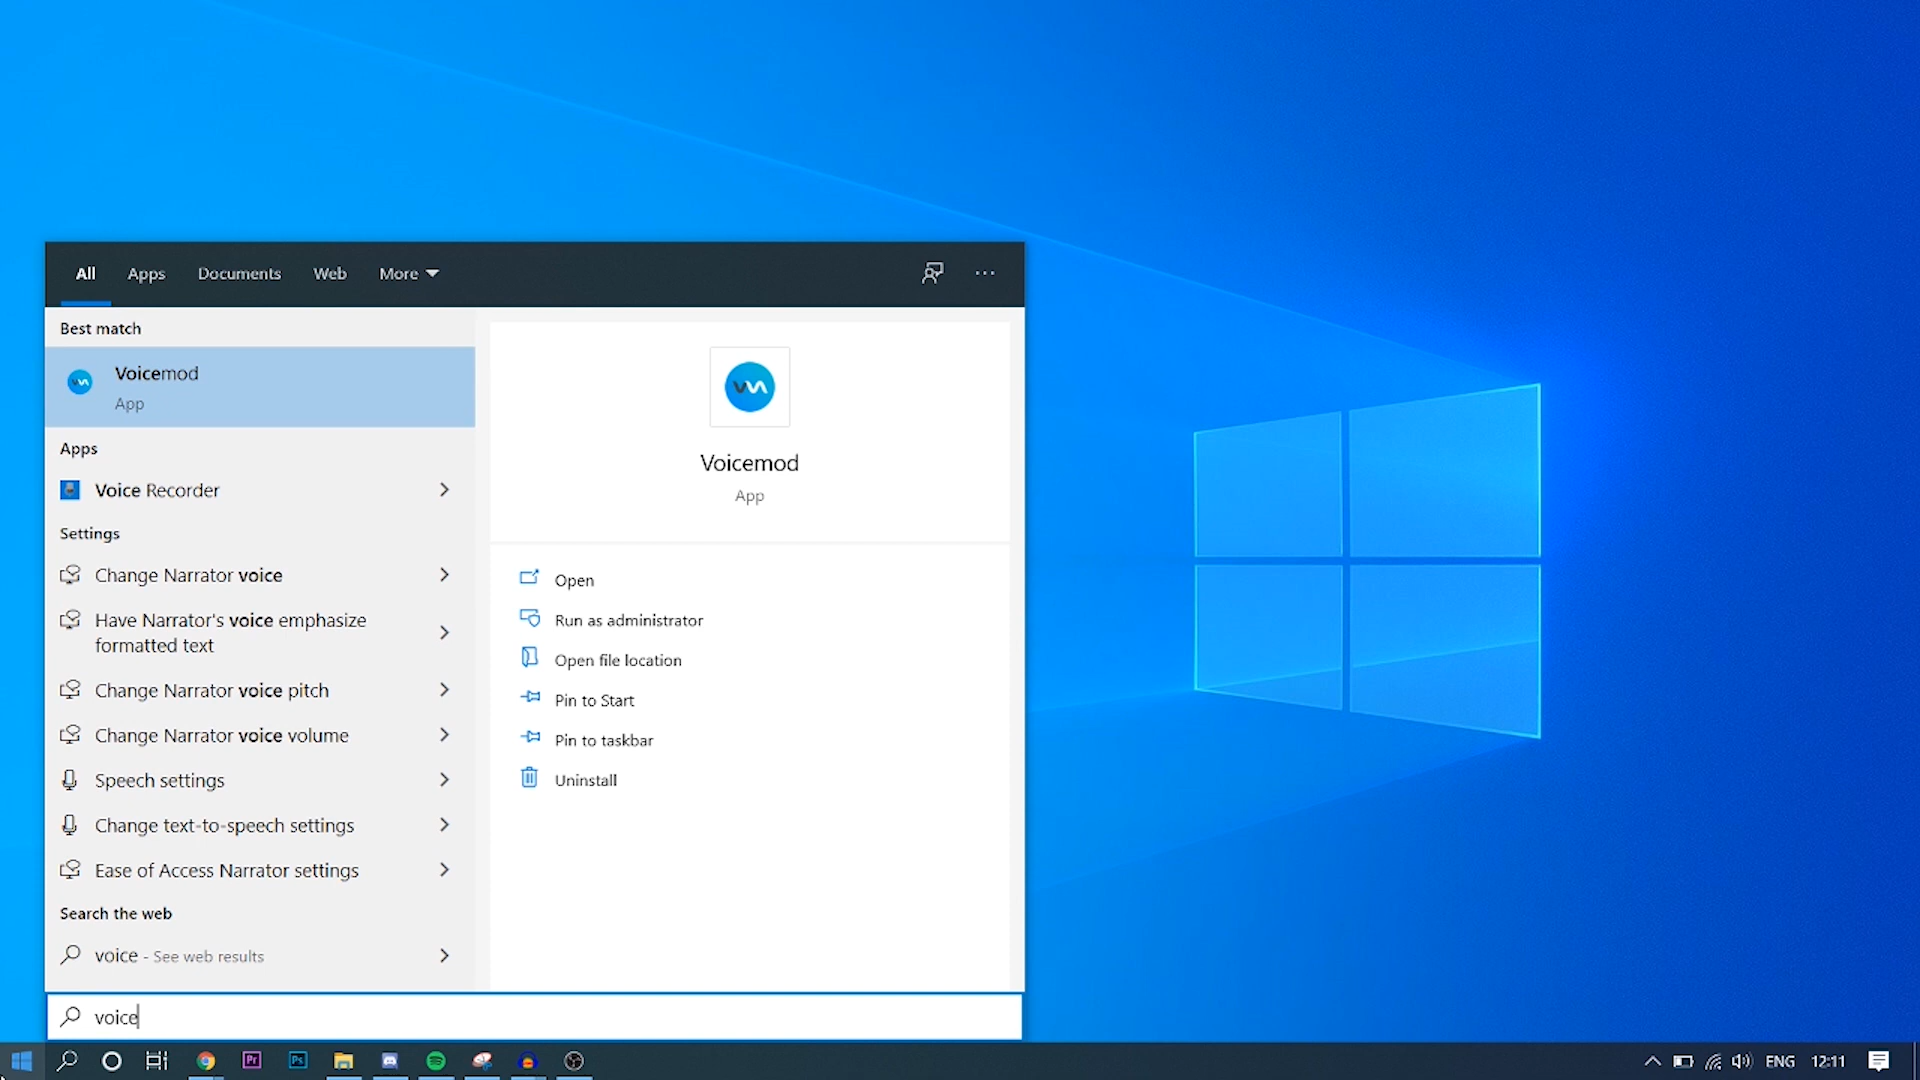 All Apps Documents Web More
Best match
Voicemod
App
Apps
Voice Recorder
Settings
Change Narrator voice
Have Narrator's voice emphasize
formatted text
Change Narrator voice pitch
Change Narrator voice volume
Speech settings
Change text-to-speech settings
Ease of Access Narrator settings
Search the web
voice - See web results
Voicemod
App
Open
Run as administrator
Open file location
Pin to Start
Pin to taskbar
Uninstall
voice
Pr Ps ENG 12:11